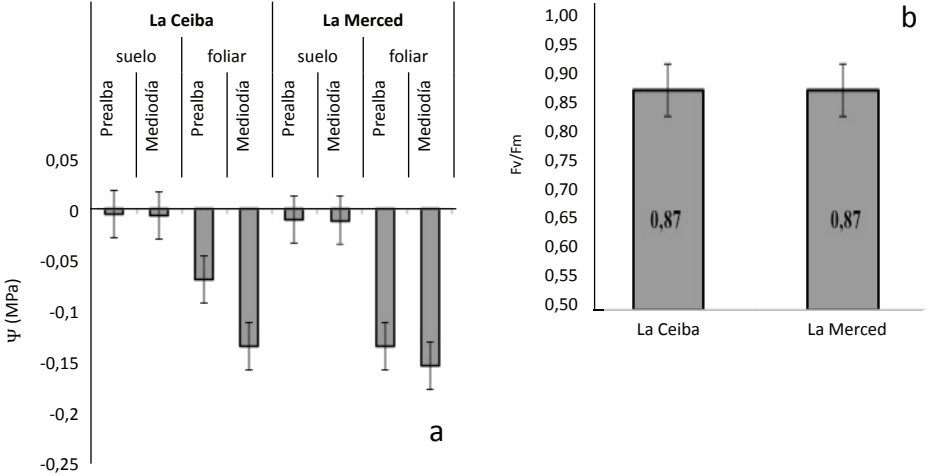 La Ceiba
La Merced
suelo
foliar
suelo
foliar
Prealba
Mediodía
Prealba
Mediodía
Prealba
Mediodía
Prealba
Mediodía
0,05
0
-0,05
-0,1
-0,15
-0,2
-0,25
Ψ (MPa)
a
b
1,00
0,95
0,90
0,85
0,80
0,75
0,70
0,65
0,60
0,55
0,50
Fv/Fm
0,87
0,87
La Ceiba
La Merced